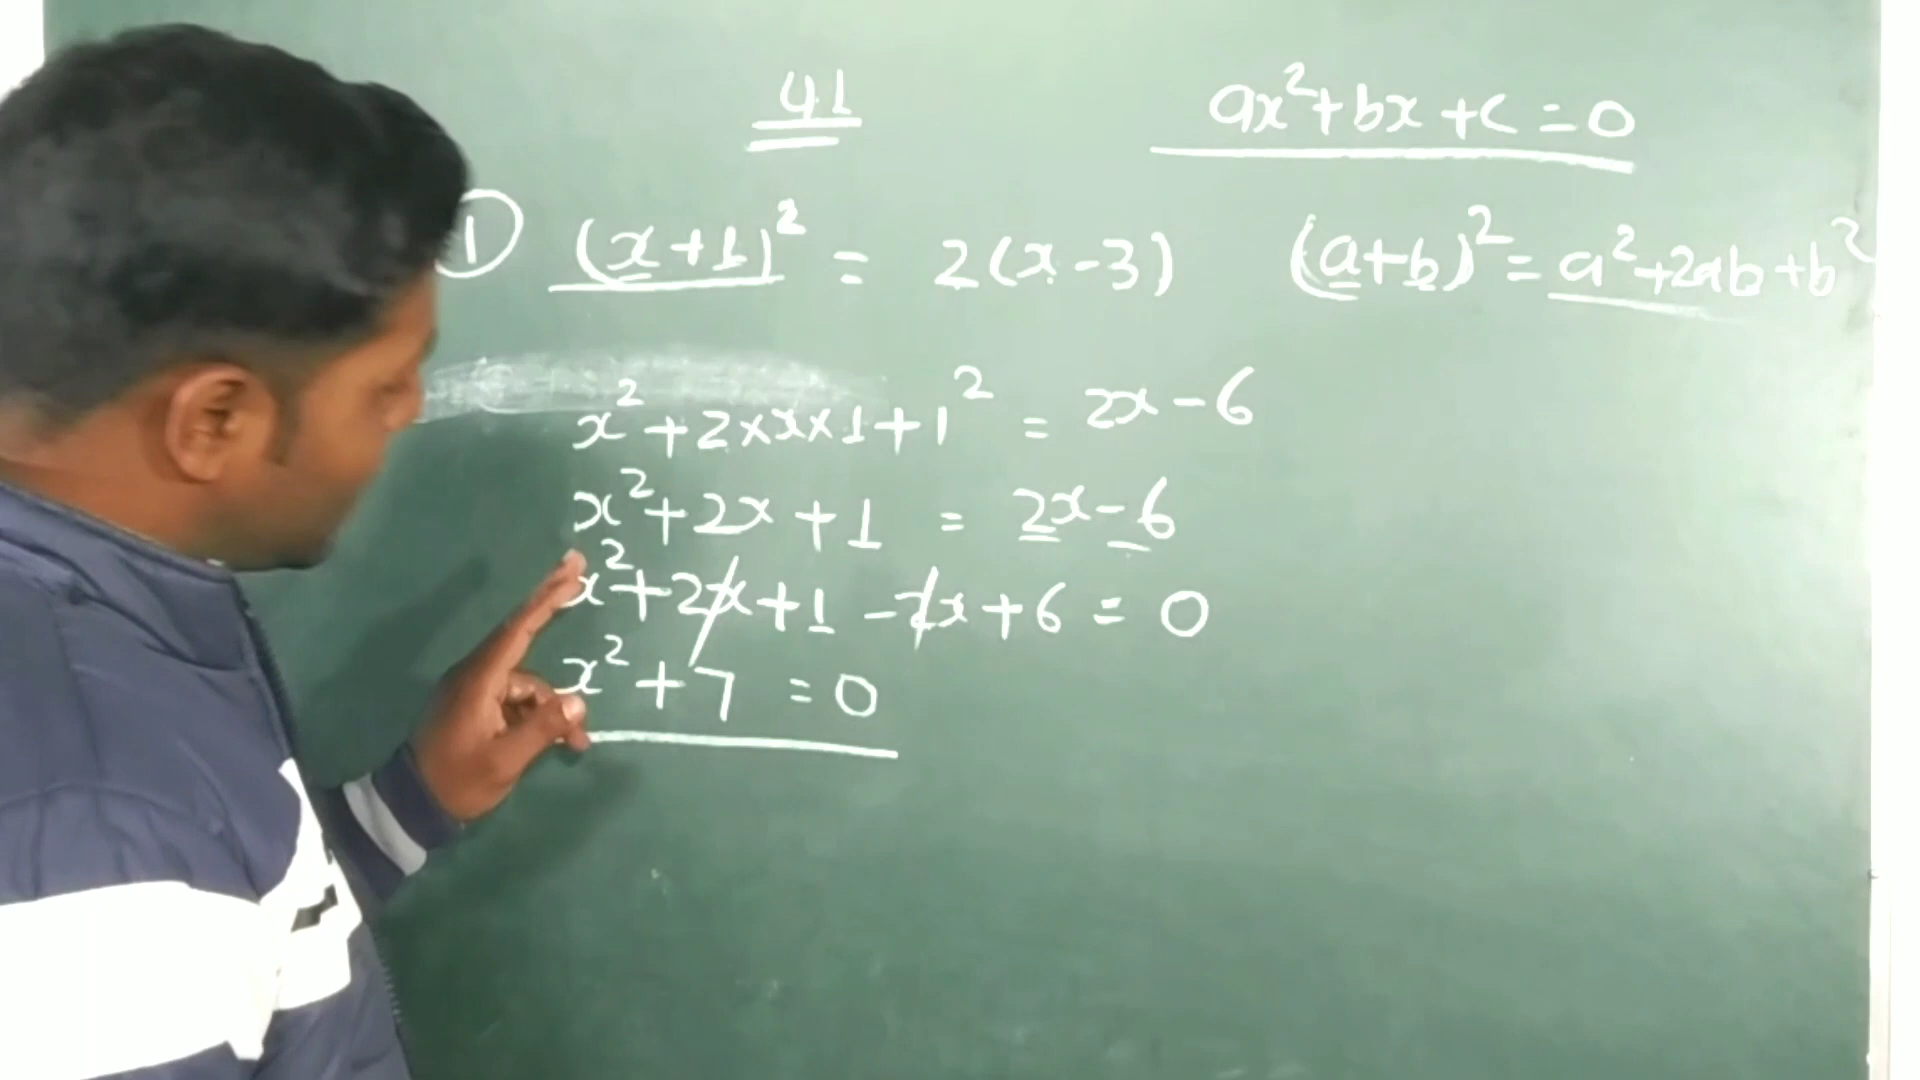 4.1
ax²+bx+c=0
① (x+1)² = 2(x-3)
(a+b)² = a²+2ab+b²
x²+2×x×1+1² = 2x-6
x²+2x+1 = 2x-6
x²+2x+1-2x+6=0
x²+7=0